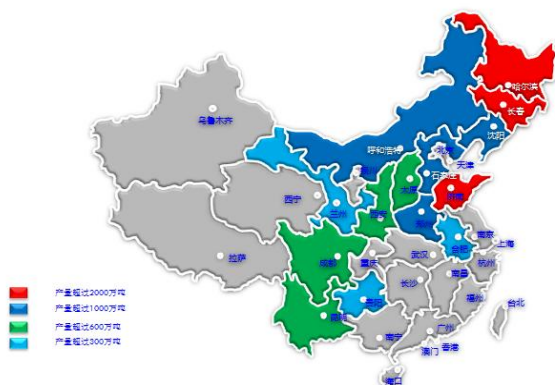 哈尔滨
长春
乌鲁木齐
沈阳
呼和浩特
北京
天津
石家庄
太原
济南
西宁
兰州
西安
郑州
南京
合肥
上海
拉萨
成都
重庆
武汉
杭州
南昌
长沙
贵阳
福州
台北
昆明
南宁
广州
香港
澳门
海口
产量超过2000万吨
产量超过1000万吨
产量超过600万吨
产量超过300万吨